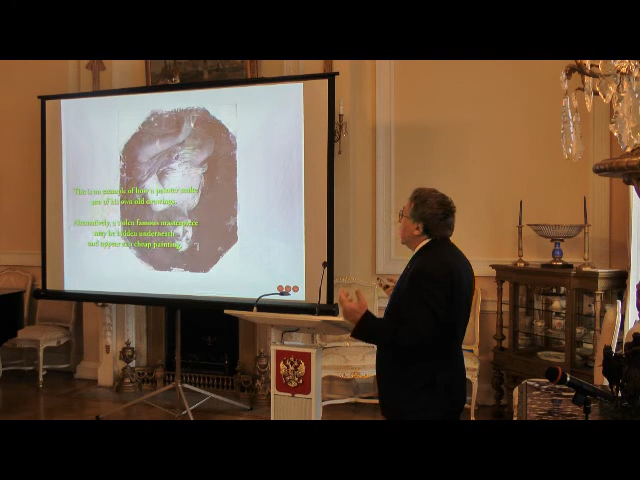 This is an example of how a painter makes
use of his own old canvings.
Alternatively, a stolen famous masterpiece
may be hidden underneath
and appear as a cheap painting.